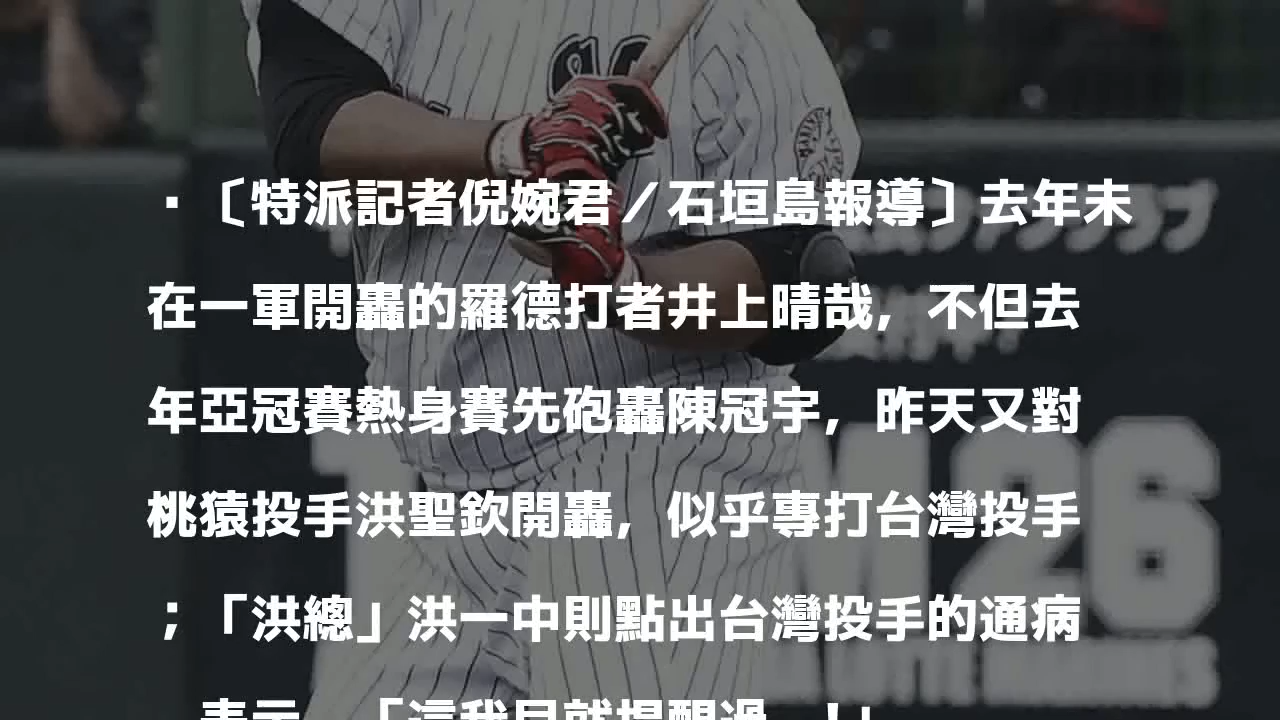 ・〔特派記者倪婉君／石垣島報導〕去年未
在一軍開轟的羅德打者井上晴哉，不但去
年亞冠賽熱身賽先砲轟陳冠宇，昨天又對
桃猿投手洪聖欽開轟，似乎專打台灣投手
；「洪總」洪一中則點出台灣投手的通病
26